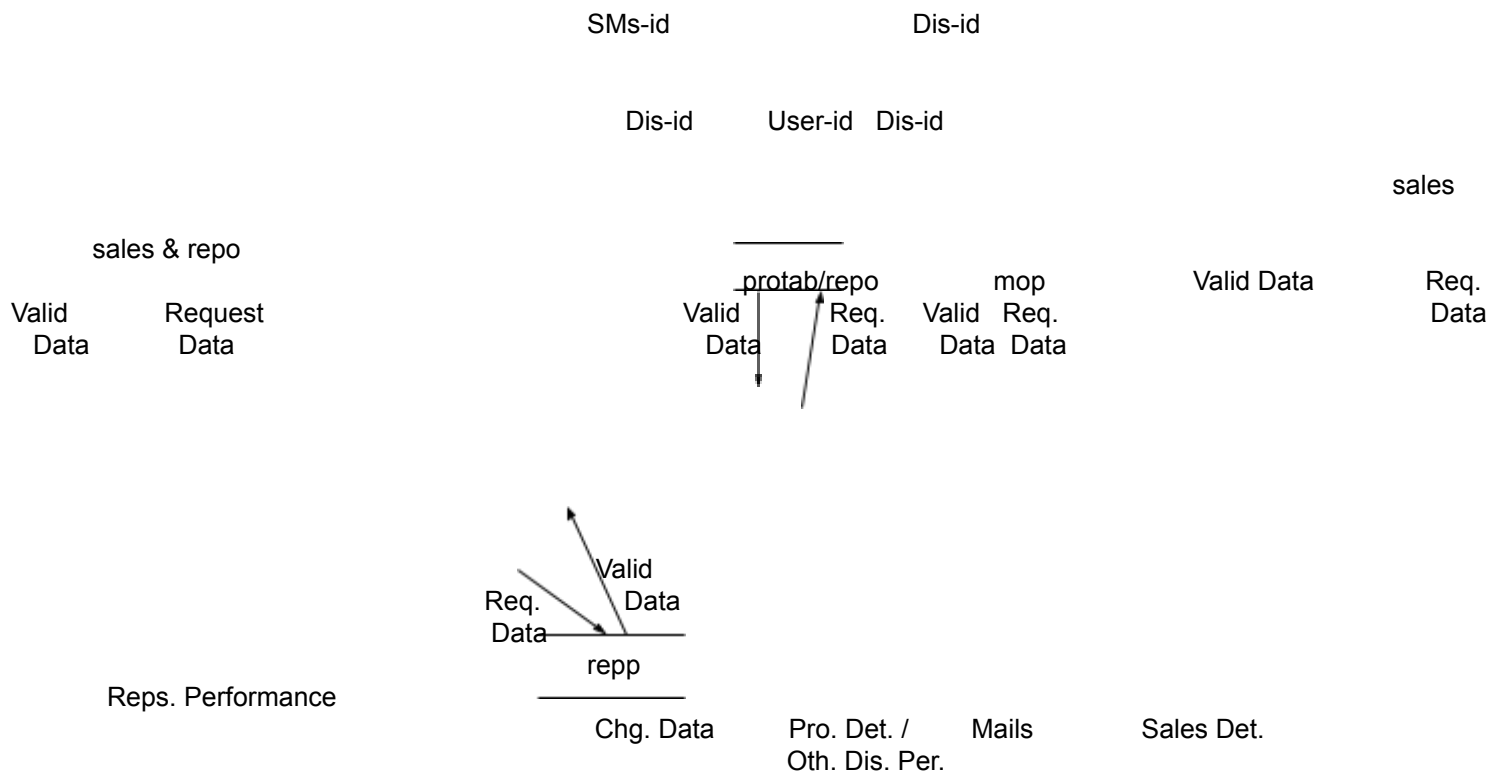 SMs-id Dis-id
Dis-id User-id Dis-id
sales
sales & repo
protab/repo mop Valid Data Req.
Valid Request Valid Req. Valid Req. Data
Data Data Data Data Data Data
Valid
Req. Data
Data
repp
Reps. Performance
Chg. Data Pro. Det. / Mails Sales Det.
Oth. Dis. Per.